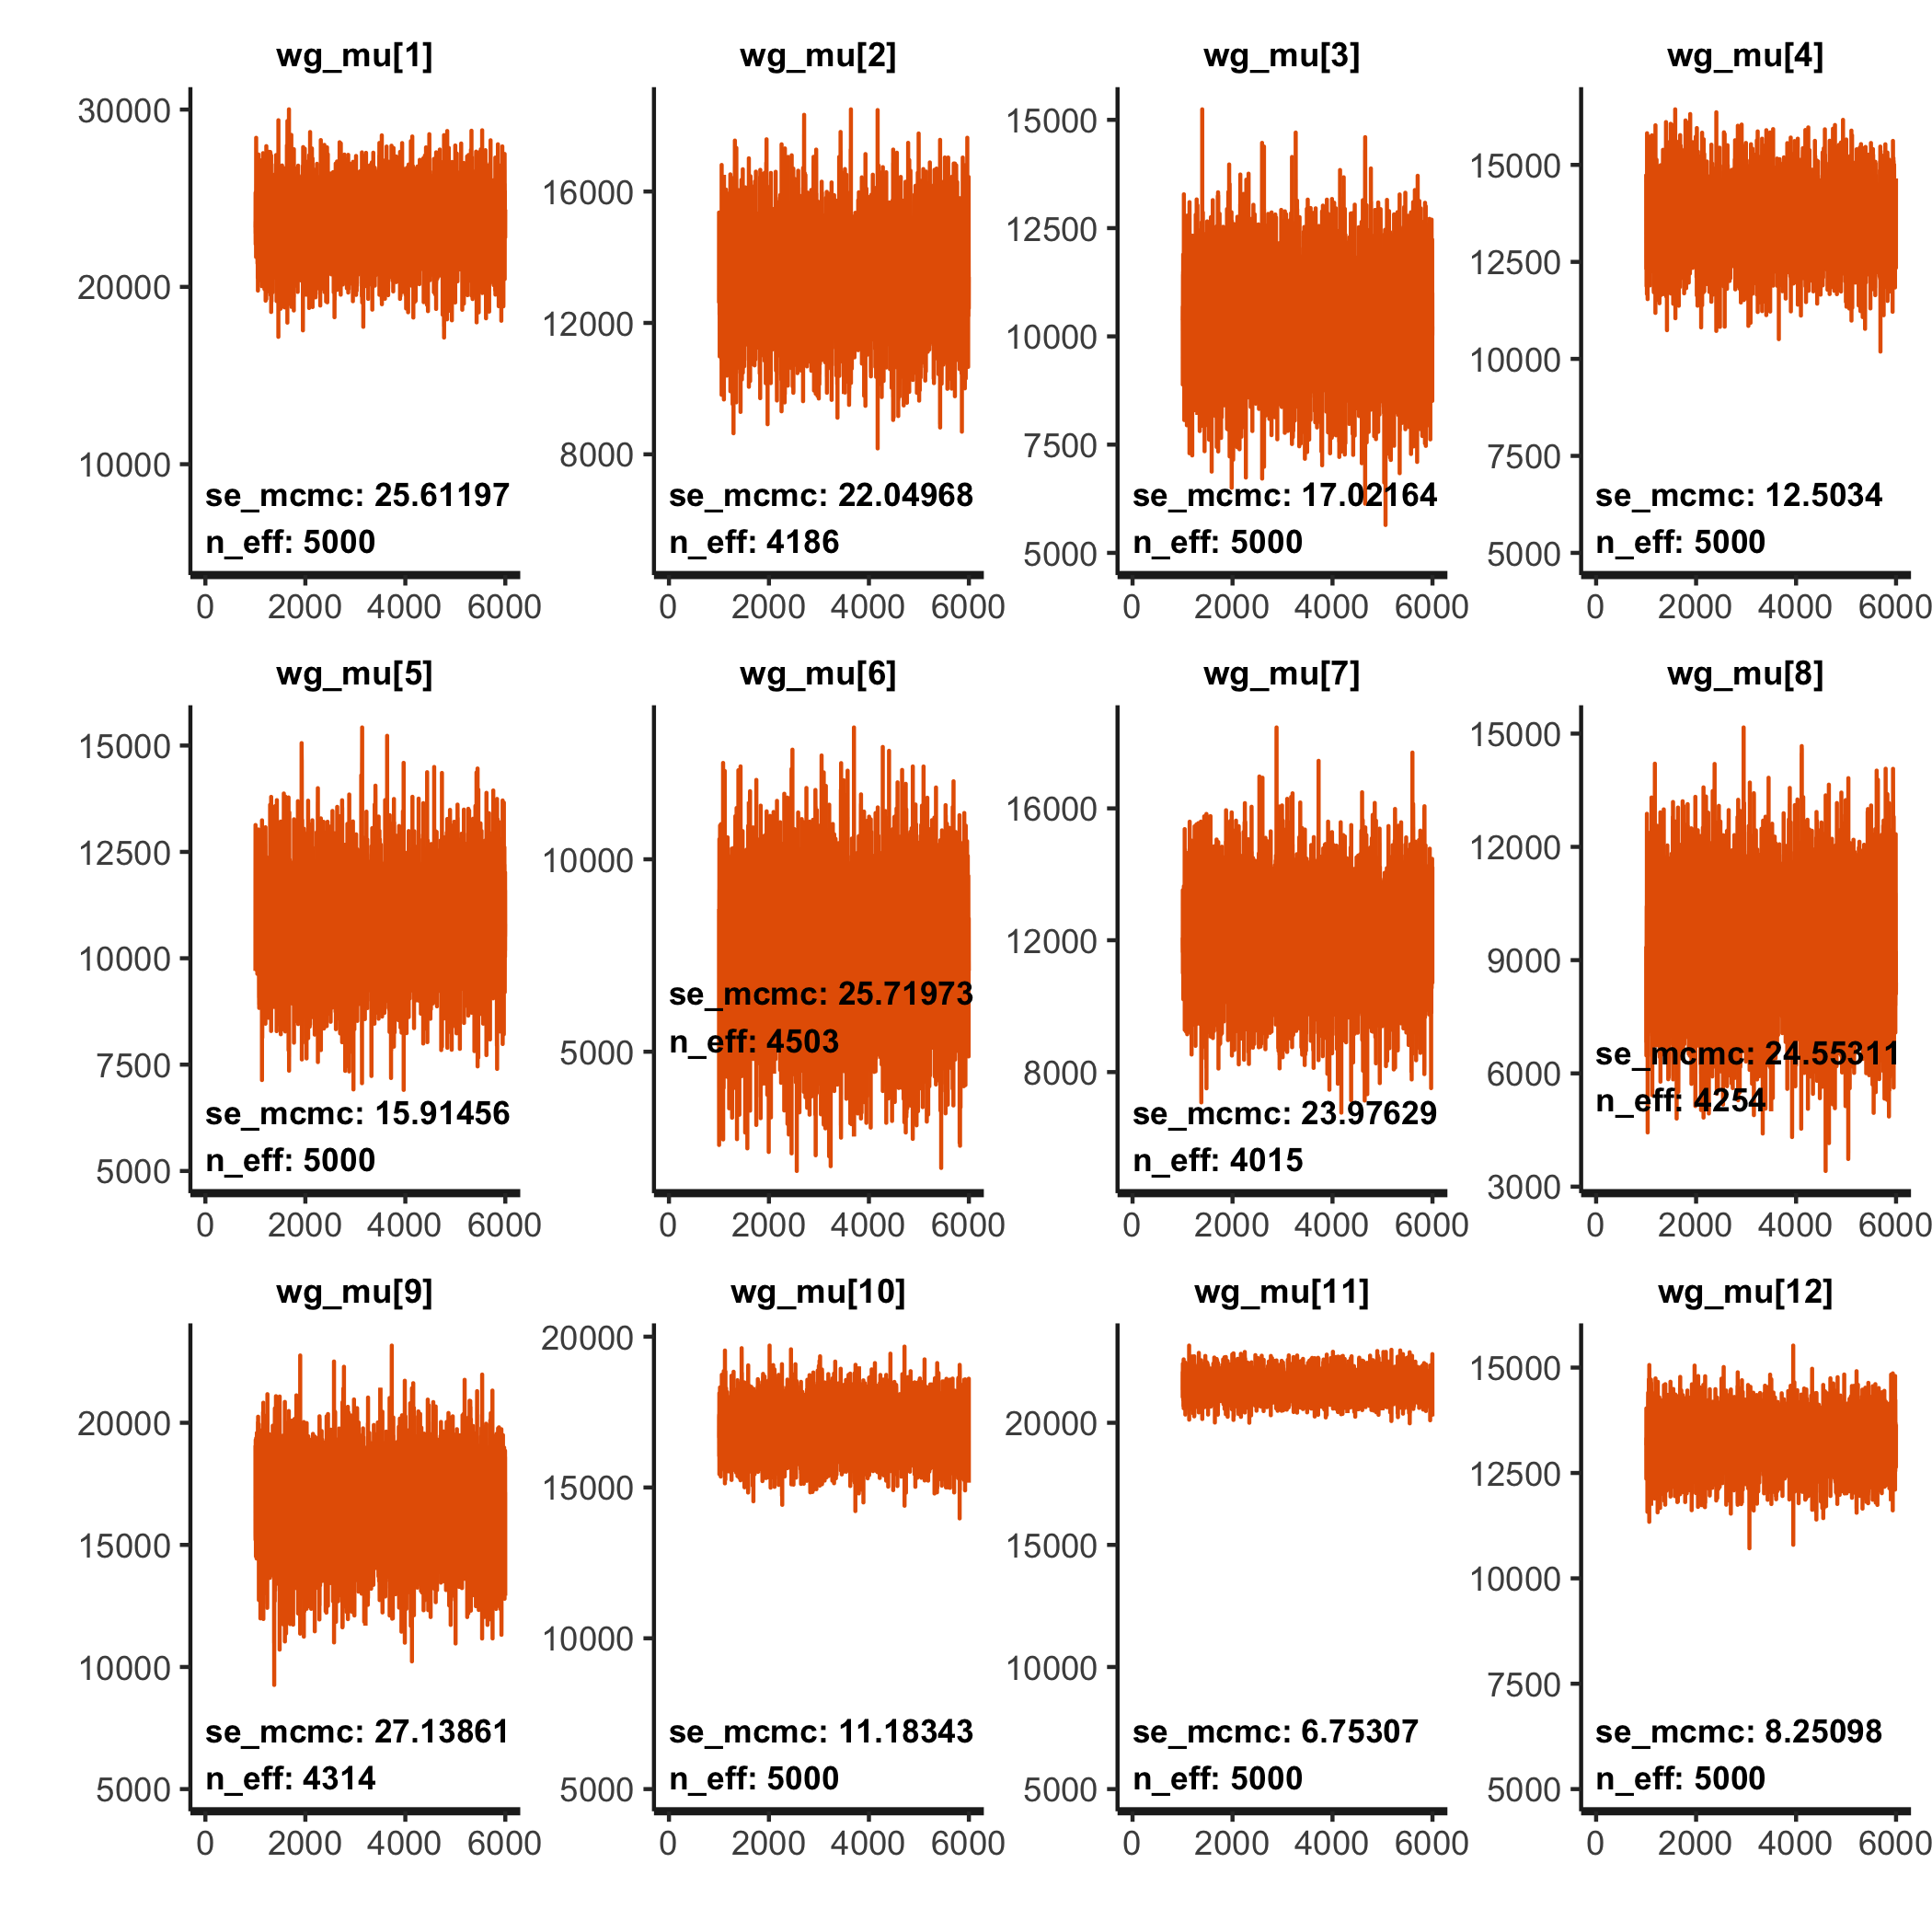 wg_mu[1]
wg_mu[2]
wg_mu[3]
wg_mu[4]
30000
20000
10000
se_mcmc: 25.61197
n_eff: 5000
0 2000 4000 6000
16000
12000
8000
se_mcmc: 22.04968
n_eff: 4186
0 2000 4000 6000
15000
12500
10000
7500
5000
se_mcmc: 17.02164
n_eff: 5000
0 2000 4000 6000
15000
12500
10000
7500
5000
se_mcmc: 12.5034
n_eff: 5000
0 2000 4000 6000
wg_mu[5]
wg_mu[6]
wg_mu[7]
wg_mu[8]
15000
12500
10000
7500
5000
se_mcmc: 15.91456
n_eff: 5000
0 2000 4000 6000
10000
5000
se_mcmc: 25.71973
n_eff: 4503
0 2000 4000 6000
16000
12000
8000
se_mcmc: 23.97629
n_eff: 4015
0 2000 4000 6000
15000
12000
9000
6000
3000
se_mcmc: 24.55311
n_eff: 4254
0 2000 4000 6000
wg_mu[9]
wg_mu[10]
wg_mu[11]
wg_mu[12]
20000
15000
10000
5000
se_mcmc: 27.13861
n_eff: 4314
0 2000 4000 6000
20000
15000
10000
5000
se_mcmc: 11.18343
n_eff: 5000
0 2000 4000 6000
20000
15000
10000
5000
se_mcmc: 6.75307
n_eff: 5000
0 2000 4000 6000
15000
12500
10000
7500
5000
se_mcmc: 8.25098
n_eff: 5000
0 2000 4000 6000